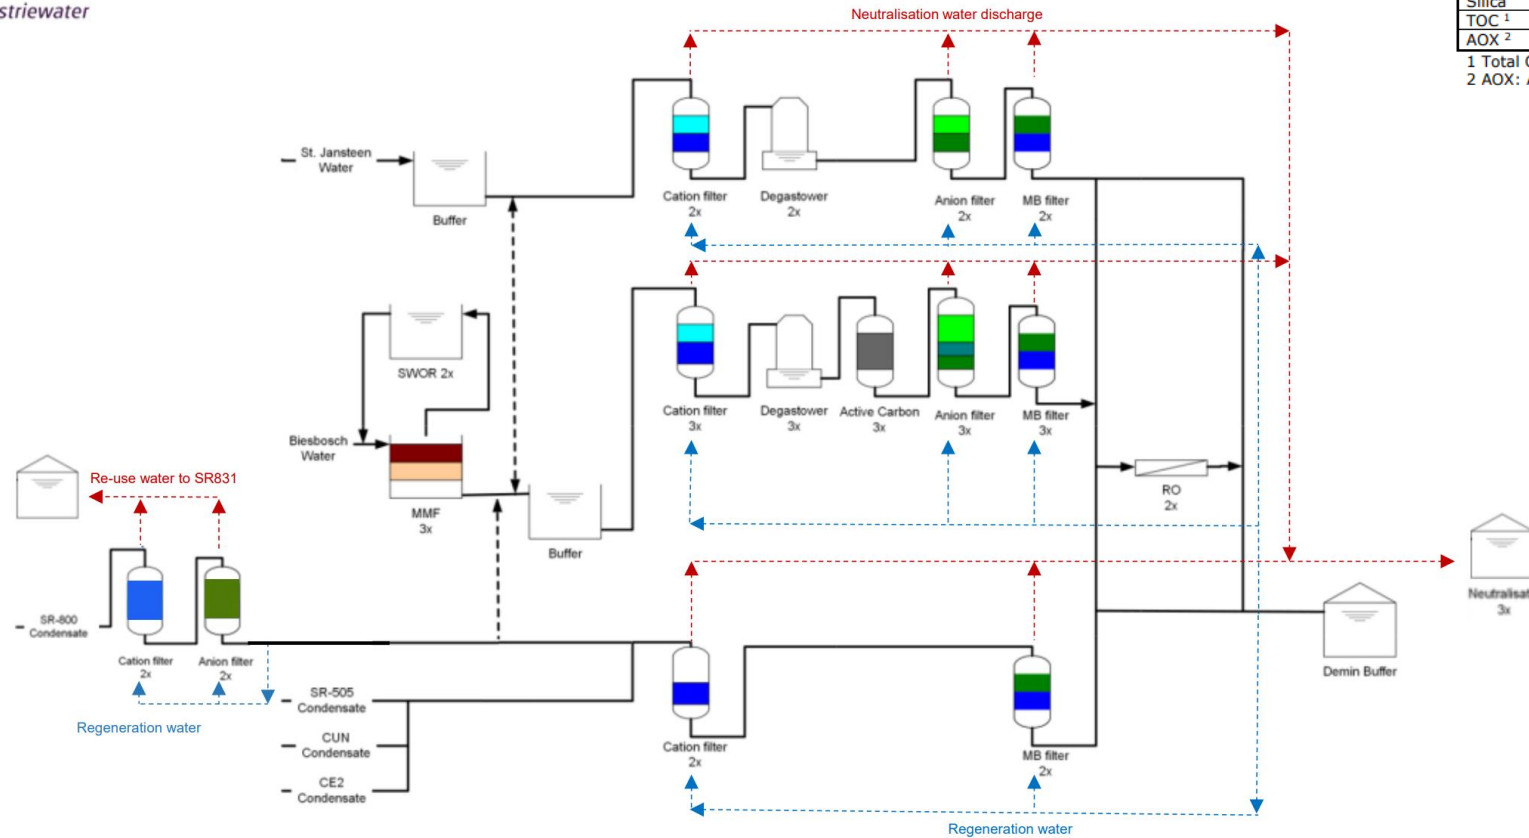 striewater
Neutralisation water discharge
Silica
TOC 1
AOX 2
1 Total
2 AOX:
St. Jansteen
Water
Buffer
Cation filter
2x
Degastower
2x
Anion filter
2x
MB filter
2x
SWOR 2x
Biesbosch
Water
MMF
3x
Buffer
Cation filter
3x
Degastower
3x
Active Carbon
3x
Anion filter
3x
MB filter
3x
RO
2x
Re-use water to SR831
SR-800
Condensate
Cation filter
2x
Anion filter
2x
Regeneration water
SR-505
Condensate
CUN
Condensate
CE2
Condensate
Cation filter
2x
MB filter
2x
Regeneration water
Demin Buffer
Neutralisat
3x